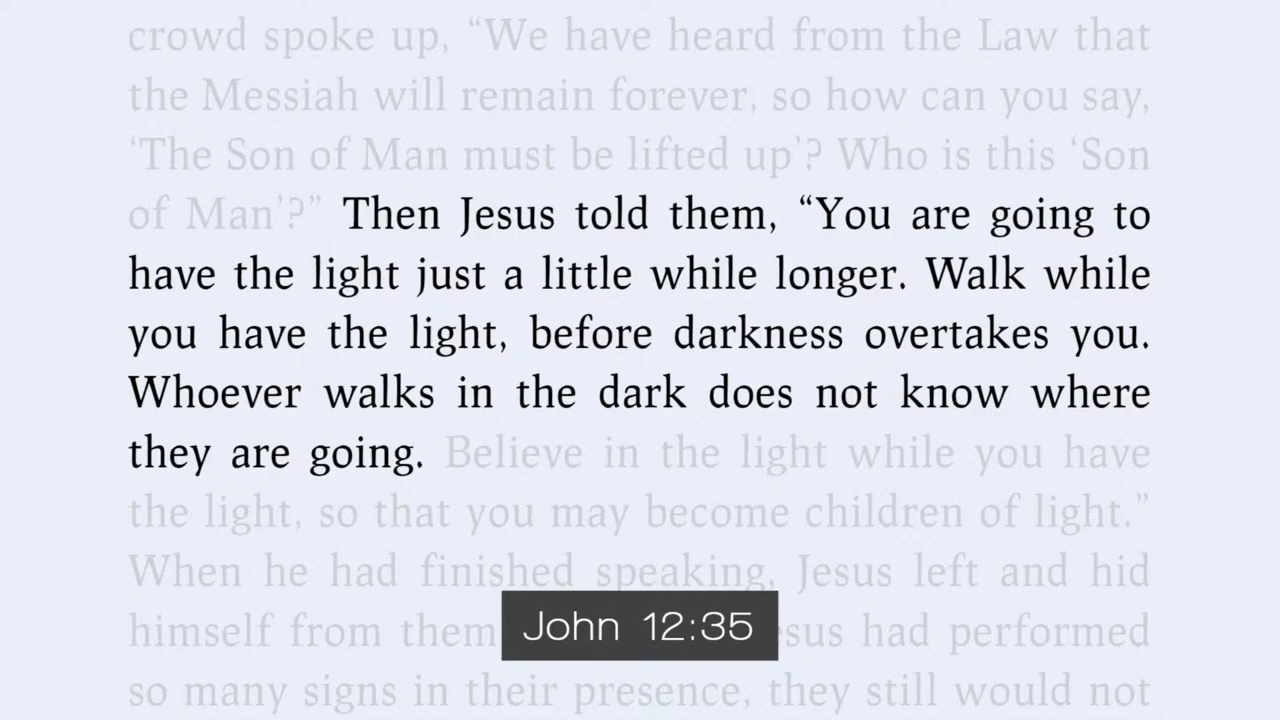 crowd spoke up, “We have heard from the Law that
the Messiah will remain forever, so how can you say,
‘The Son of Man must be lifted up’? Who is this ‘Son
of Man’?” Then Jesus told them, “You are going to
have the light just a little while longer. Walk while
you have the light, before darkness overtakes you.
Whoever walks in the dark does not know where
they are going. Believe in the light while you have
the light, so that you may become children of light.”
When he had finished speaking, Jesus left and hid
himself from them esus had performed
John 12:35
so many signs in their presence, they still would not